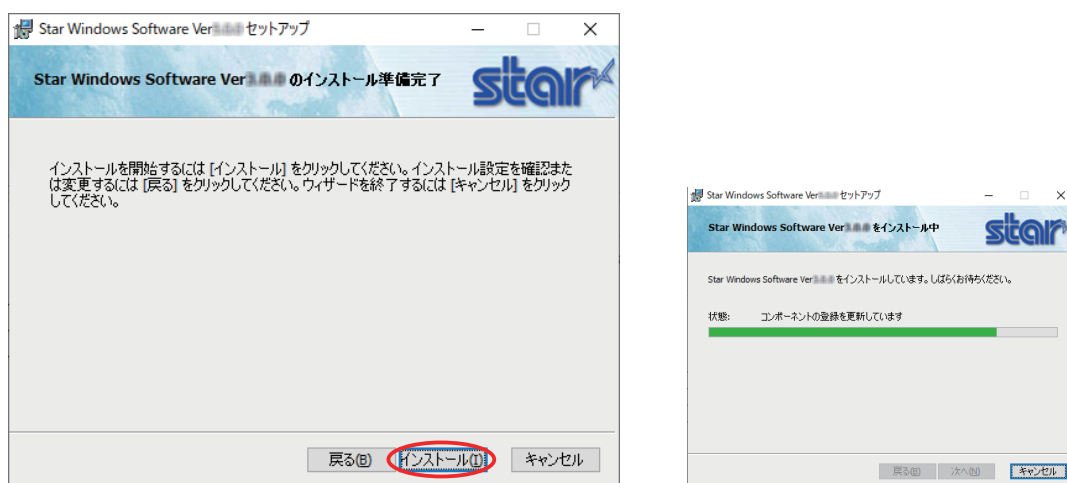 Star Windows Software Ver セットアップ
Star Windows Software Ver のインストール準備完了
star
インストールを開始するには [インストール] をクリックしてください。インストール設定を確認また
は変更するには [戻る] をクリックしてください。ウィザードを終了するには [キャンセル] をクリック
してください。
戻る(B) インストール(I) キャンセル
Star Windows Software Ver セットアップ
Star Windows Software Ver をインストール中
star
Star Windows Software Ver をインストールしています。しばらくお待ちください。
状態: コンポーネントの登録を更新しています
戻る(B) 次へ(N) キャンセル